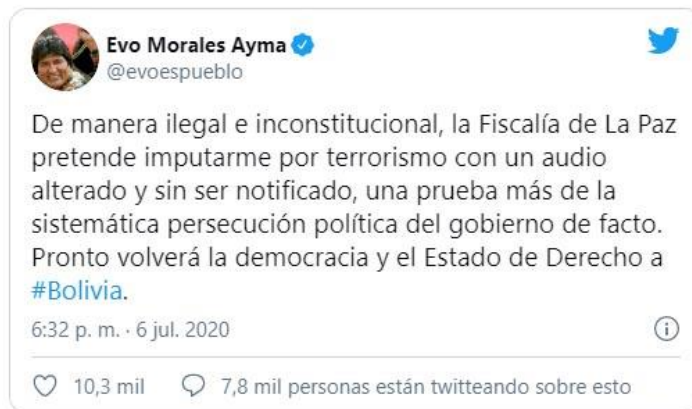 Evo Morales Ayma
@evoespueblo
De manera ilegal e inconstitucional, la Fiscalía de La Paz
pretende imputarme por terrorismo con un audio
alterado y sin ser notificado, una prueba más de la
sistemática persecución política del gobierno de facto.
Pronto volverá la democracia y el Estado de Derecho a
#Bolivia.
6:32 p. m. · 6 jul. 2020
10,3 mil 7,8 mil personas están twitteando sobre esto